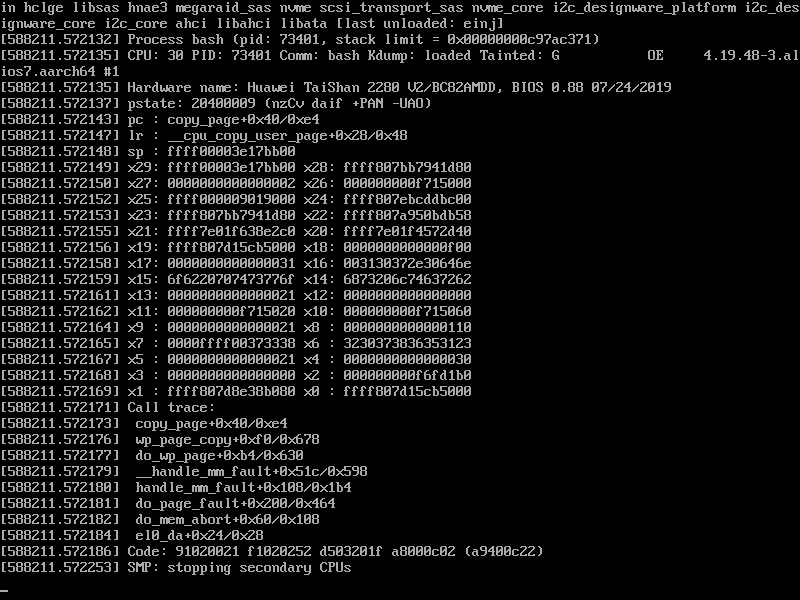 in hclge libsas hnae3 megaraid_sas nvme scsi_transport_sas nvme_core i2c_designware_platform i2c_des
ignware_core i2c_core ahci libahci libata [last unloaded: einj]
[588211.572132] Process bash (pid: 73401, stack limit = 0x00000000c97ac371)
[588211.572135] CPU: 30 PID: 73401 Comm: bash Kdump: loaded Tainted: G           OE     4.19.48-3.al
ios7.aarch64 #1
[588211.572135] Hardware name: Huawei TaiShan 2280 V2/BC82AMDD, BIOS 0.88 07/24/2019
[588211.572137] pstate: 20400009 (nzCv daif +PAN -UAO)
[588211.572143] pc : copy_page+0x40/0xe4
[588211.572147] lr : __cpu_copy_user_page+0x28/0x48
[588211.572148] sp : ffff00003e17bb00
[588211.572149] x29: ffff00003e17bb00 x28: ffff807bb7941d80
[588211.572150] x27: 0000000000000002 x26: 000000000f715000
[588211.572152] x25: ffff000009019000 x24: ffff807ebcddbc00
[588211.572153] x23: ffff807bb7941d80 x22: ffff807a950bdb58
[588211.572155] x21: ffff7e01f638e2c0 x20: ffff7e01f4572d40
[588211.572156] x19: ffff807d15cb5000 x18: 0000000000000f00
[588211.572158] x17: 0000000000000031 x16: 003130372e30646e
[588211.572159] x15: 6f6220707473776f x14: 6873206c74637262
[588211.572161] x13: 0000000000000021 x12: 0000000000000000
[588211.572162] x11: 000000000f715020 x10: 000000000f715060
[588211.572164] x9 : 0000000000000021 x8 : 0000000000000110
[588211.572165] x7 : 0000ffff00373338 x6 : 3230373836353123
[588211.572167] x5 : 0000000000000021 x4 : 0000000000000030
[588211.572168] x3 : 0000000000000000 x2 : 000000000f6fd1b0
[588211.572169] x1 : ffff807d8e38b080 x0 : ffff807d15cb5000
[588211.572171] Call trace:
[588211.572173]  copy_page+0x40/0xe4
[588211.572176]  wp_page_copy+0xf0/0x678
[588211.572177]  do_wp_page+0xb4/0x630
[588211.572179]  __handle_mm_fault+0x51c/0x598
[588211.572180]  handle_mm_fault+0x108/0x1b4
[588211.572181]  do_page_fault+0x200/0x464
[588211.572182]  do_mem_abort+0x60/0x108
[588211.572184]  el0_da+0x24/0x28
[588211.572186] Code: 91020021 f1020252 d503201f a8000c02 (a9400c22)
[588211.572253] SMP: stopping secondary CPUs